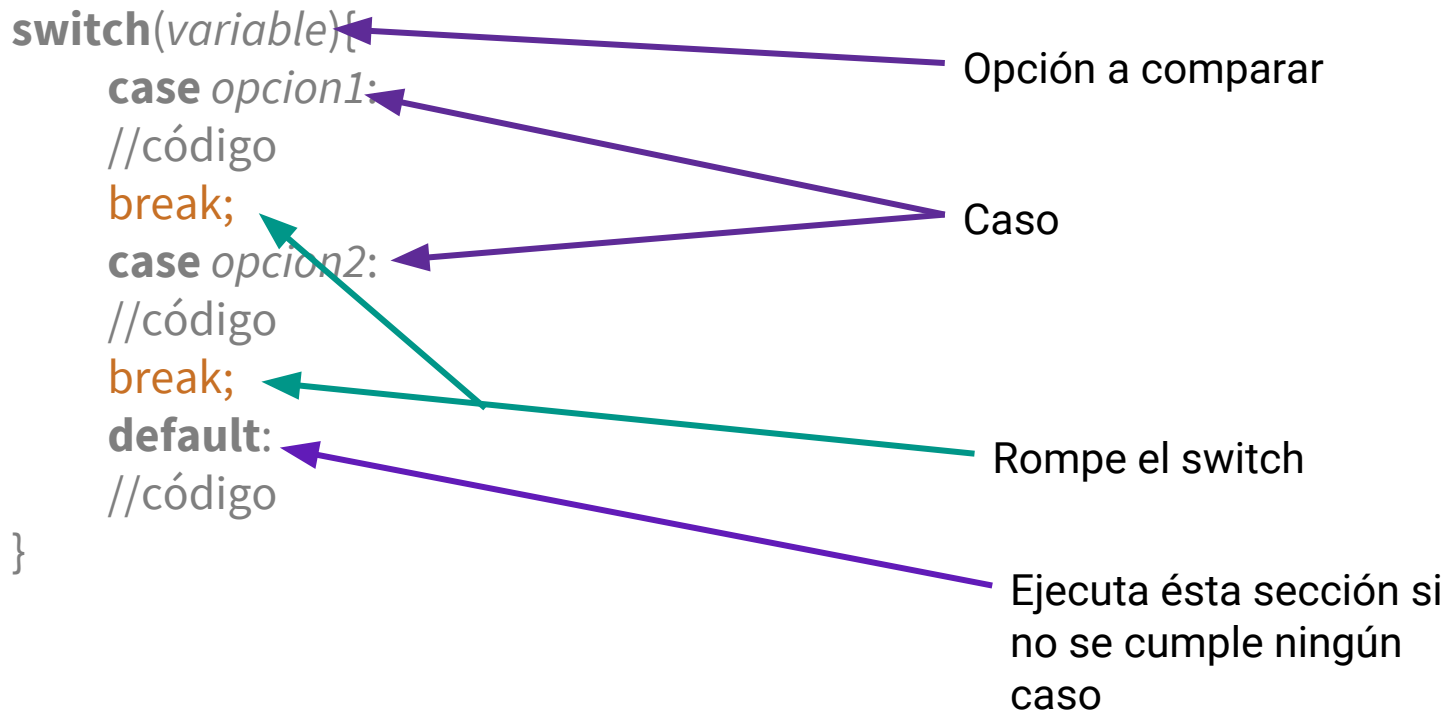 switch(variable){
case opcion1:
//código
break;
case opcion2:
//código
break;
default:
//código
}
Opción a comparar
Caso
Rompe el switch
Ejecuta ésta sección si
no se cumple ningún
caso